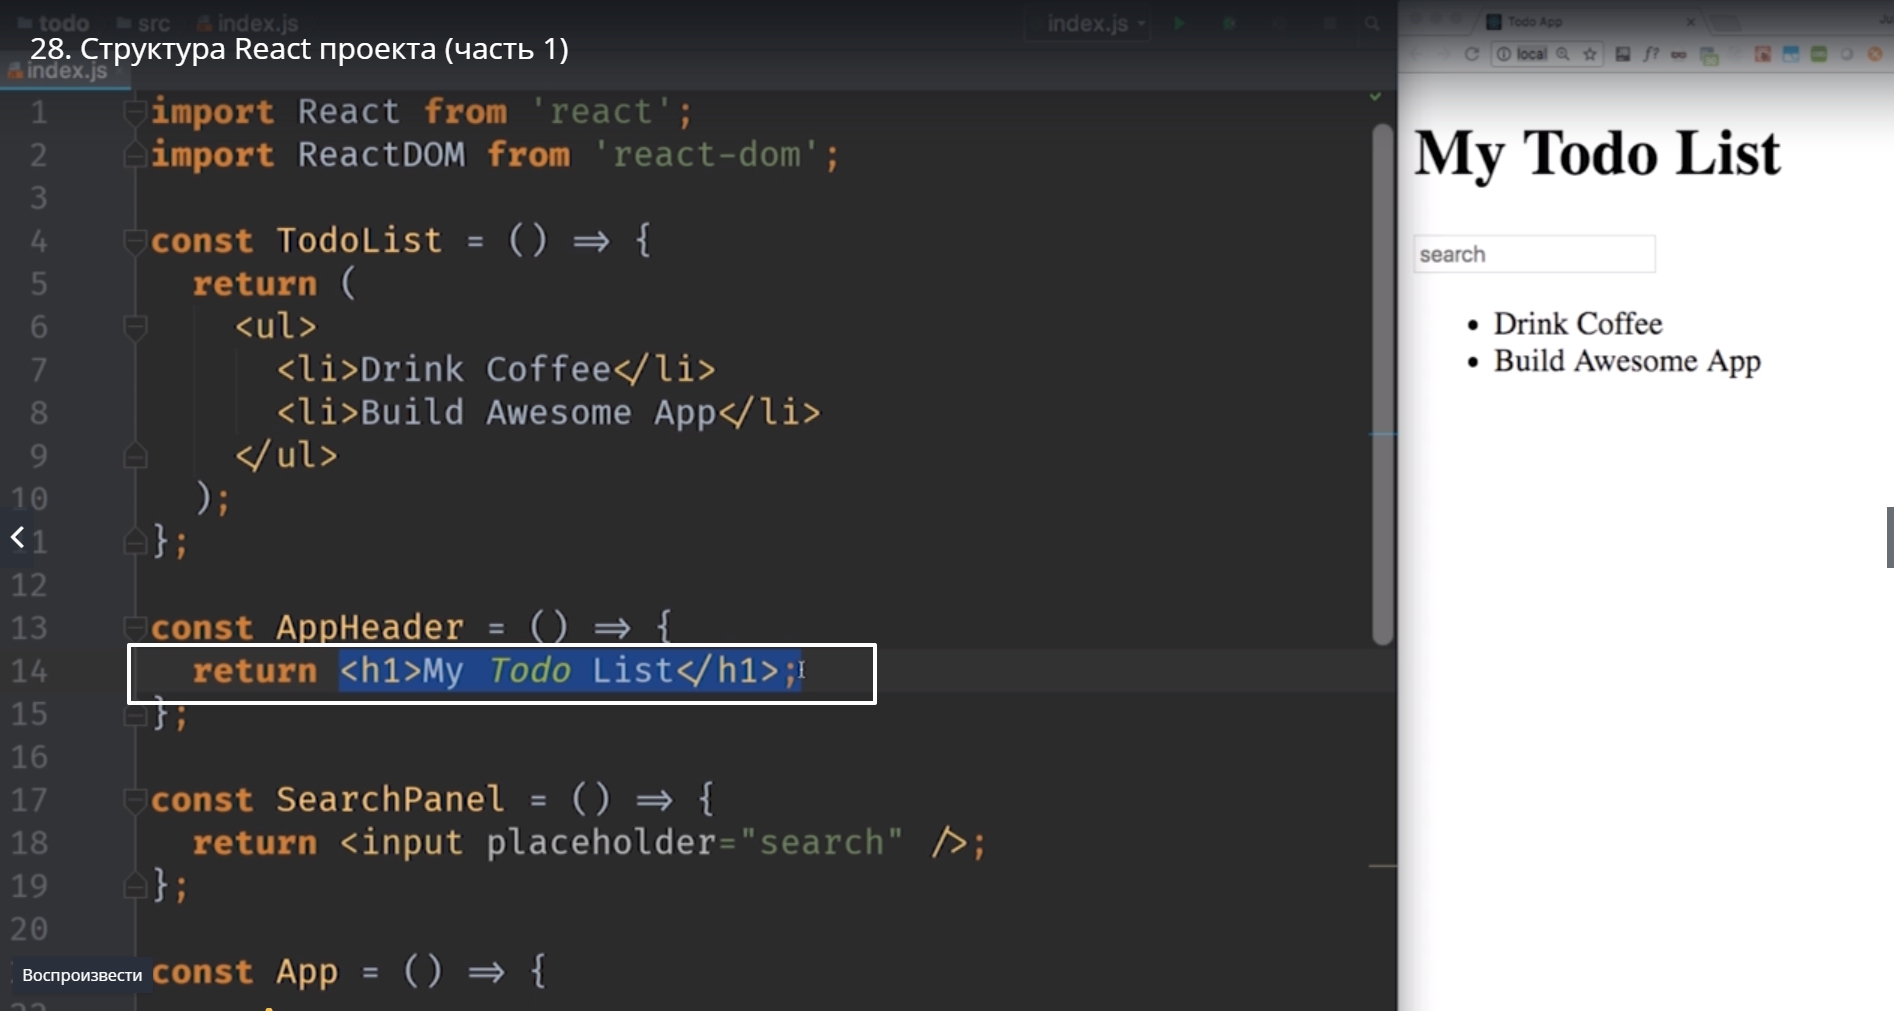 todo src index.js index.js
28. Структура React проекта (часть 1)
index.js
1 import React from 'react';
2 import ReactDOM from 'react-dom';
3
4 const TodoList = () => {
5 return (
6 <ul>
7 <li>Drink Coffee</li>
8 <li>Build Awesome App</li>
9 </ul>
10 );
11 };
12
13 const AppHeader = () => {
14 return <h1>My Todo List</h1>;
15 };
16
17 const SearchPanel = () => {
18 return <input placeholder="search" />;
19 };
20
Воспроизвести const App = () => {
Todo App
local
f?
My Todo List
search
Drink Coffee
Build Awesome App